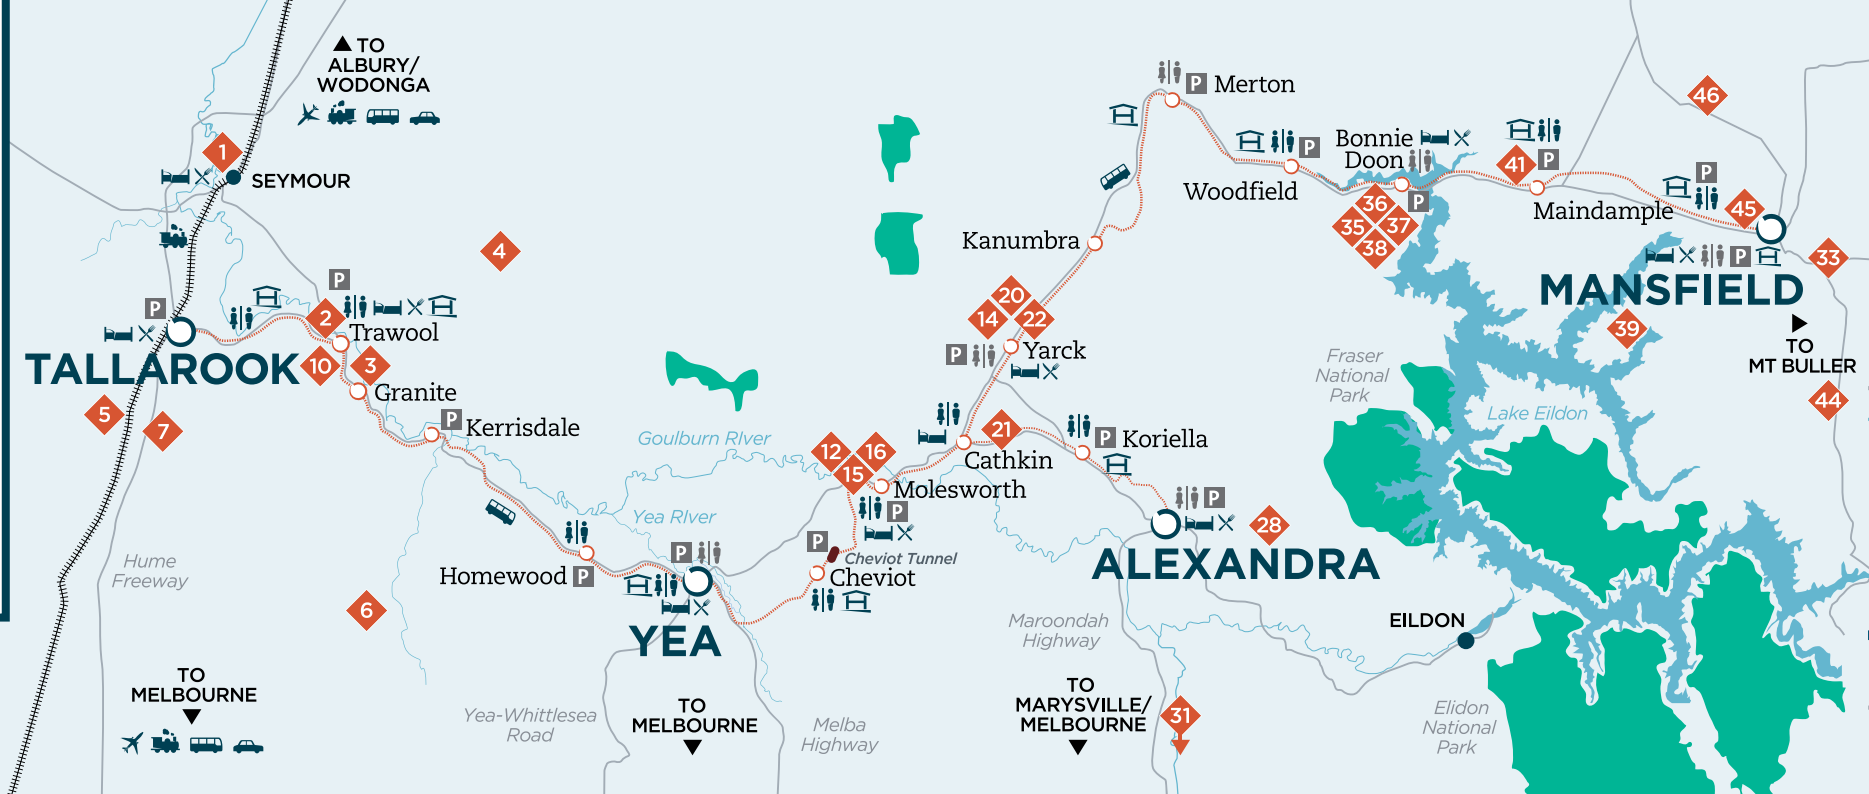 TO
ALBURY/
WODONGA
1
SEYMOUR
4
P
P
2
Trawool
TALLAROOK
10
3
Granite
5
7
P
Kerrisdale
Hume
Freeway
6
Homewood
P
TO
MELBOURNE
Goulburn RIver
Yea RIver
P
YEA
Yea-Whittlesea
Road
TO
MELBOURNE
Melba
Highway
12
16
15
Molesworth
P
P
Cheviot Tunnel
Cheviot
P
Merton
Kanumbra
20
14
22
P
Yarck
21
Cathkin
P
Koriella
P
28
ALEXANDRA
Maroondah
Highway
TO
MARYSVILLE/
MELBOURNE
31
P
Woodfield
Bonnie
Doon
P
36
35
37
38
41
P
Maindample
46
P
45
P
33
MANSFIELD
39
TO
MT BULLER
44
Fraser
National
Park
Lake Eildon
EILDON
Elidon
National
Park